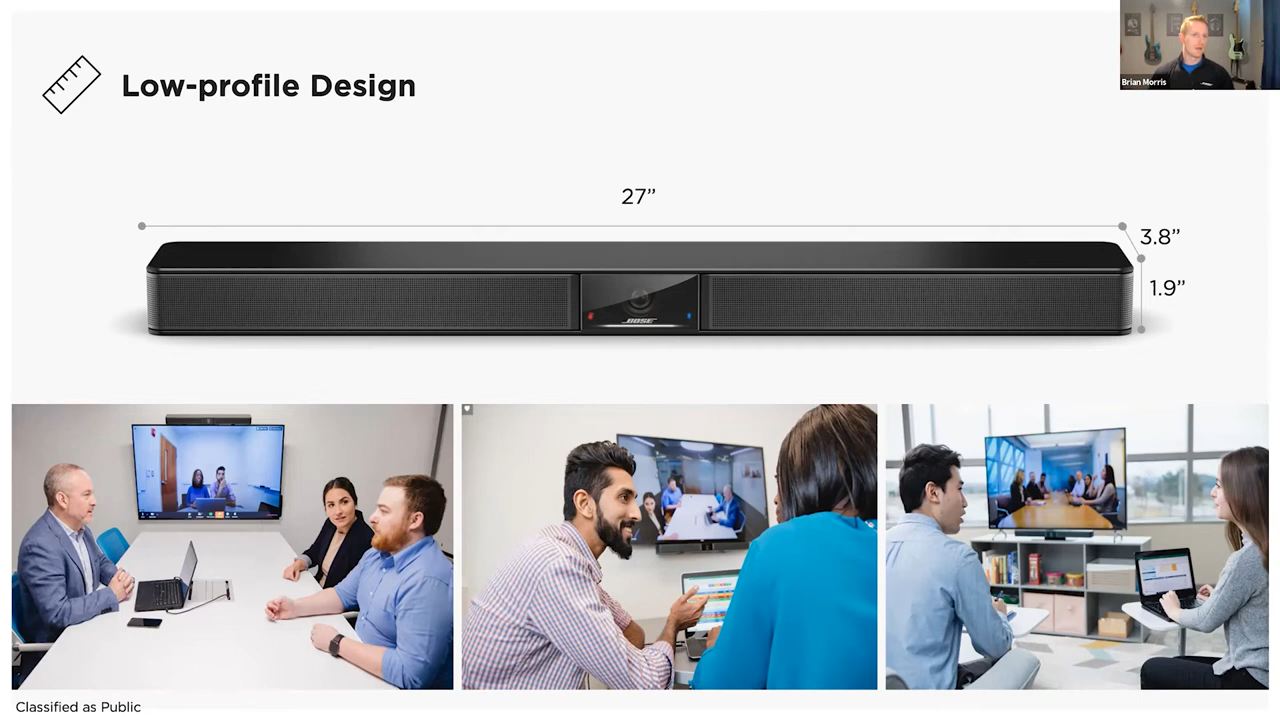 Low-profile Design
Brian Morris
27”
3.8”
1.9”
BOSE
Classified as Public